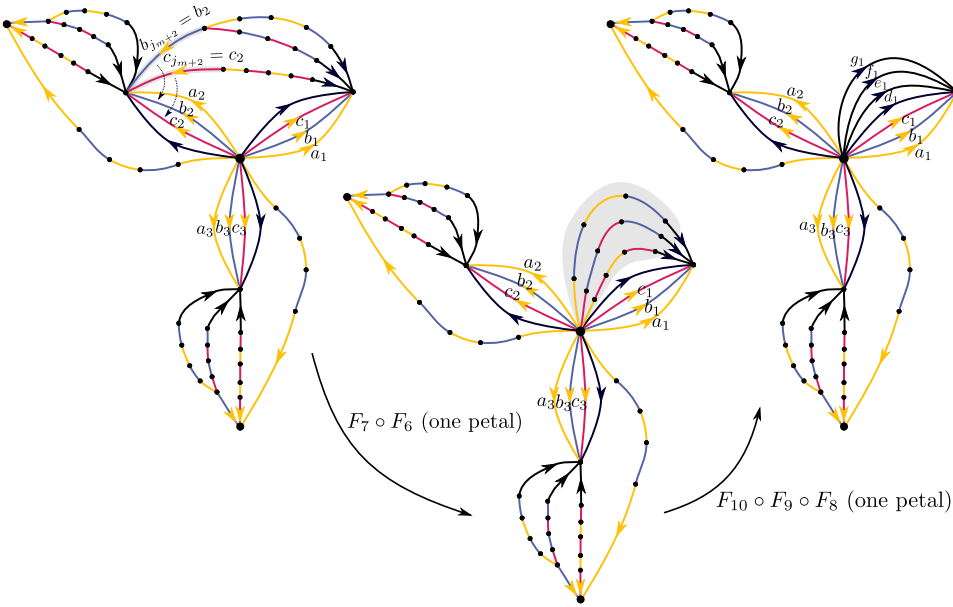 b_{j_{m+2}} = b_2
c_{j_{m+2}} = c_2
a_2
b_2
c_2
c_1
b_1
a_1
a_3 b_3 c_3
F_7 ∘ F_6 (one petal)
a_2
b_2
c_2
c_1
b_1
a_1
a_3 b_3 c_3
F_{10} ∘ F_9 ∘ F_8 (one petal)
g_1
f_1
e_1
d_1
a_2
b_2
c_2
c_1
b_1
a_1
a_3 b_3 c_3